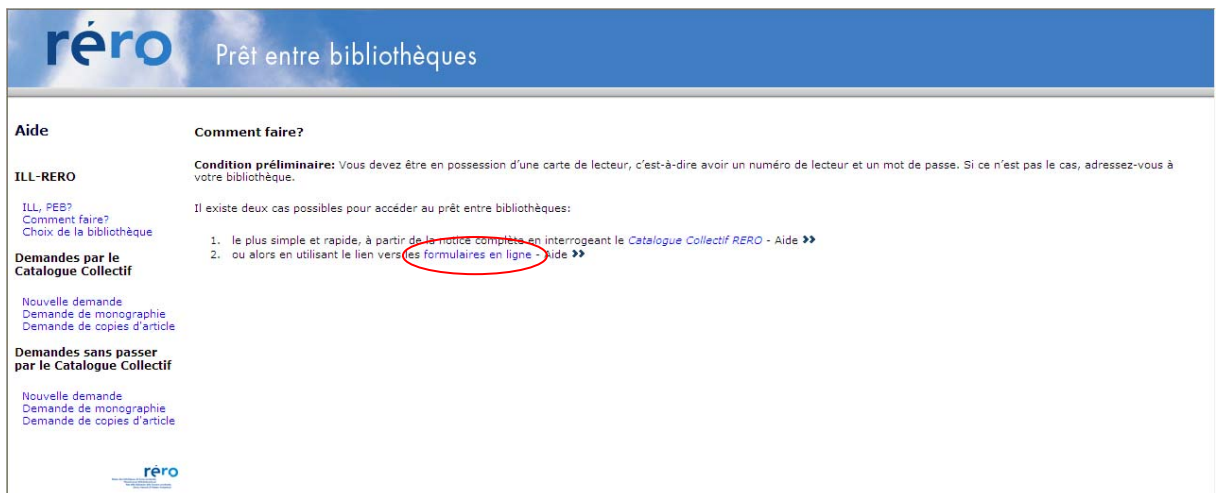 réro
Prêt entre bibliothèques
Aide
ILL-RERO
ILL, PEB?
Comment faire?
Choix de la bibliothèque
Demandes par le
Catalogue Collectif
Nouvelle demande
Demande de monographie
Demande de copies d'article
Demandes sans passer
par le Catalogue Collectif
Nouvelle demande
Demande de monographie
Demande de copies d'article
réro
Comment faire?
Condition préliminaire: Vous devez être en possession d'une carte de lecteur, c'est-à-dire avoir un numéro de lecteur et un mot de passe. Si ce n'est pas le cas, adressez-vous à
votre bibliothèque.
Il existe deux cas possibles pour accéder au prêt entre bibliothèques:
1. le plus simple et rapide, à partir de la notice complète en interrogeant le Catalogue Collectif RERO - Aide
2. ou alors en utilisant le lien vers les formulaires en ligne - Aide